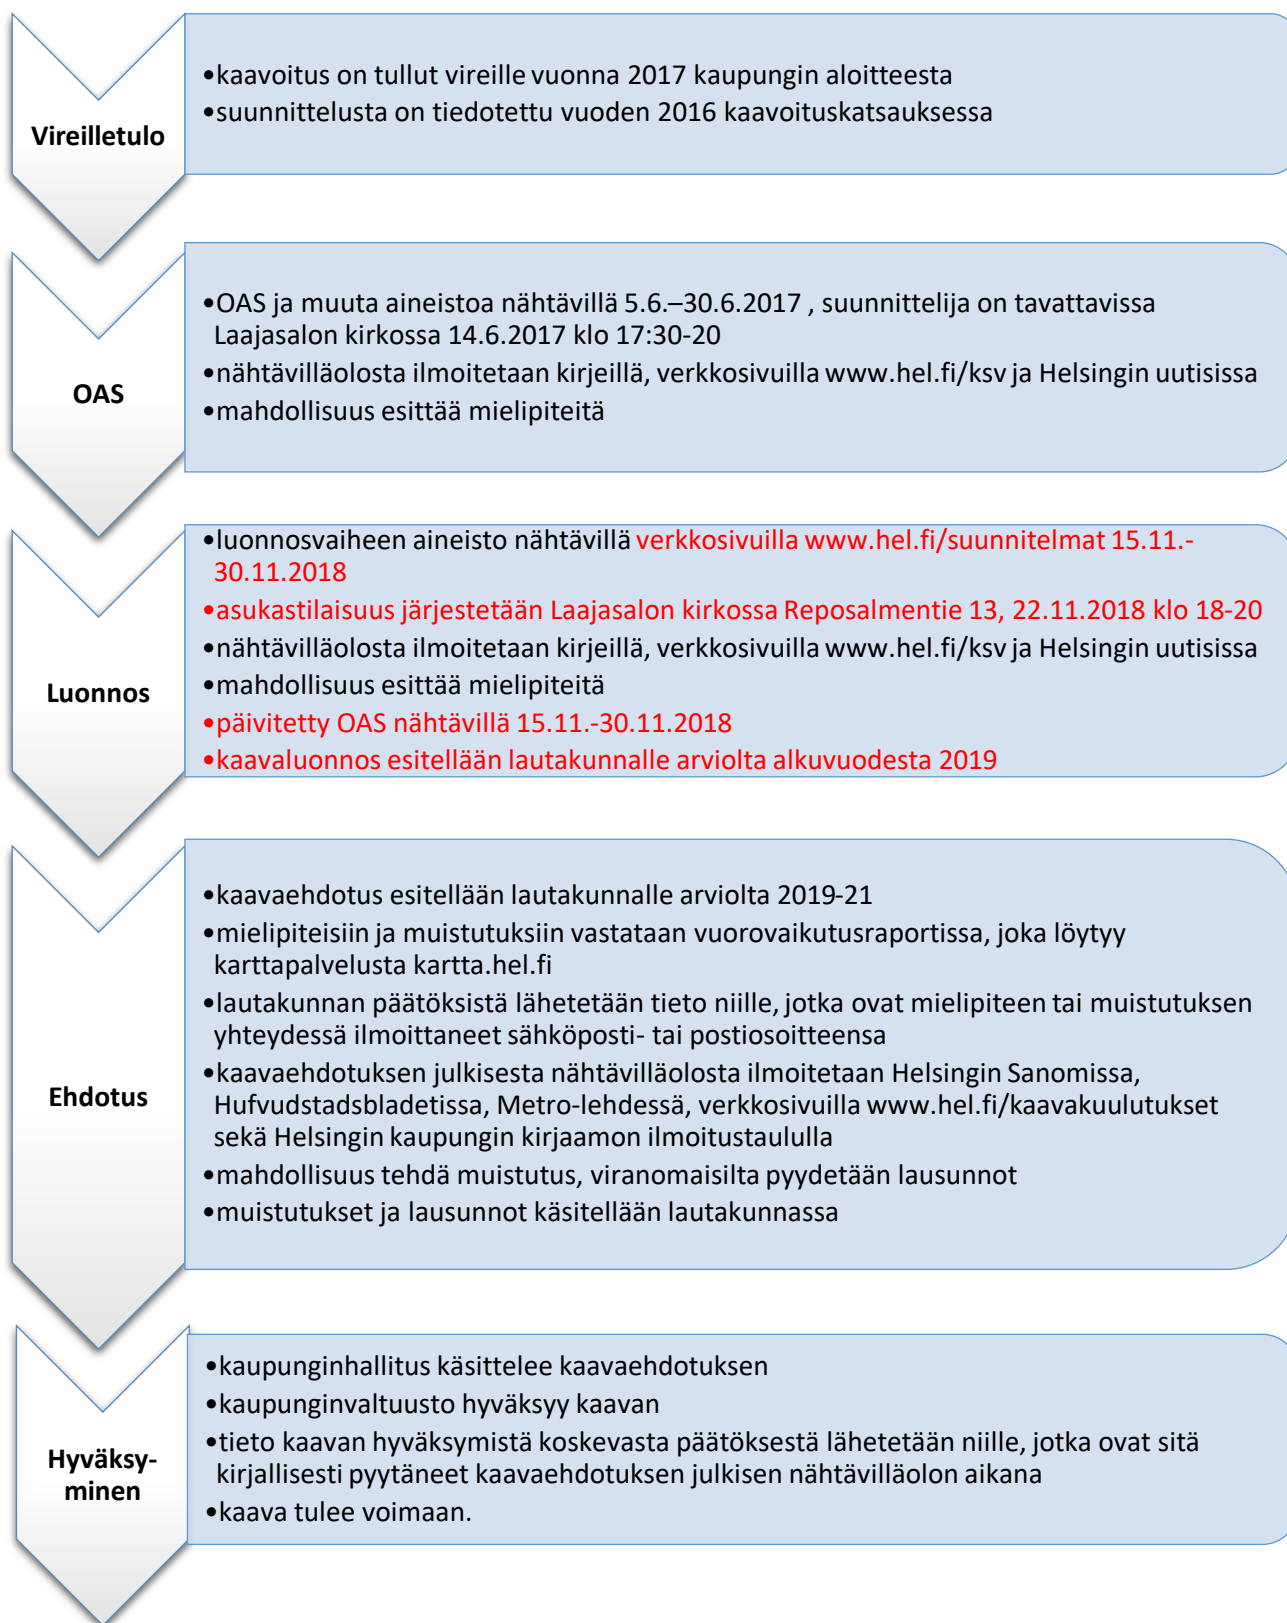 Vireilletulo
•kaavoitus on tullut vireille vuonna 2017 kaupungin aloitteesta
•suunnittelusta on tiedotettu vuoden 2016 kaavoituskatsauksessa
OAS
•OAS ja muuta aineistoa nähtävillä 5.6.–30.6.2017 , suunnittelija on tavattavissa
Laajasalon kirkossa 14.6.2017 klo 17:30-20
•nähtävilläolosta ilmoitetaan kirjeillä, verkkosivuilla www.hel.fi/ksv ja Helsingin uutisissa
•mahdollisuus esittää mielipiteitä
Luonnos
•luonnosvaiheen aineisto nähtävillä verkkosivuilla www.hel.fi/suunnitelmat 15.11.-
30.11.2018
•asukastilaisuus järjestetään Laajasalon kirkossa Reposalmentie 13, 22.11.2018 klo 18-20
•nähtävilläolosta ilmoitetaan kirjeillä, verkkosivuilla www.hel.fi/ksv ja Helsingin uutisissa
•mahdollisuus esittää mielipiteitä
•päivitetty OAS nähtävillä 15.11.-30.11.2018
•kaavaluonnos esitellään lautakunnalle arviolta alkuvuodesta 2019
Ehdotus
•kaavaehdotus esitellään lautakunnalle arviolta 2019-21
•mielipiteisiin ja muistutuksiin vastataan vuorovaikutusraportissa, joka löytyy
karttapalvelusta kartta.hel.fi
•lautakunnan päätöksistä lähetetään tieto niille, jotka ovat mielipiteen tai muistutuksen
yhteydessä ilmoittaneet sähköposti- tai postiosoitteensa
•kaavaehdotuksen julkisesta nähtävilläolosta ilmoitetaan Helsingin Sanomissa,
Hufvudstadsbladetissa, Metro-lehdessä, verkkosivuilla www.hel.fi/kaavakuulutukset
sekä Helsingin kaupungin kirjaamon ilmoitustaululla
•mahdollisuus tehdä muistutus, viranomaisilta pyydetään lausunnot
•muistutukset ja lausunnot käsitellään lautakunnassa
Hyväksy-
minen
•kaupunginhallitus käsittelee kaavaehdotuksen
•kaupunginvaltuusto hyväksyy kaavan
•tieto kaavan hyväksymistä koskevasta päätöksestä lähetetään niille, jotka ovat sitä
kirjallisesti pyytäneet kaavaehdotuksen julkisen nähtävilläolon aikana
•kaava tulee voimaan.